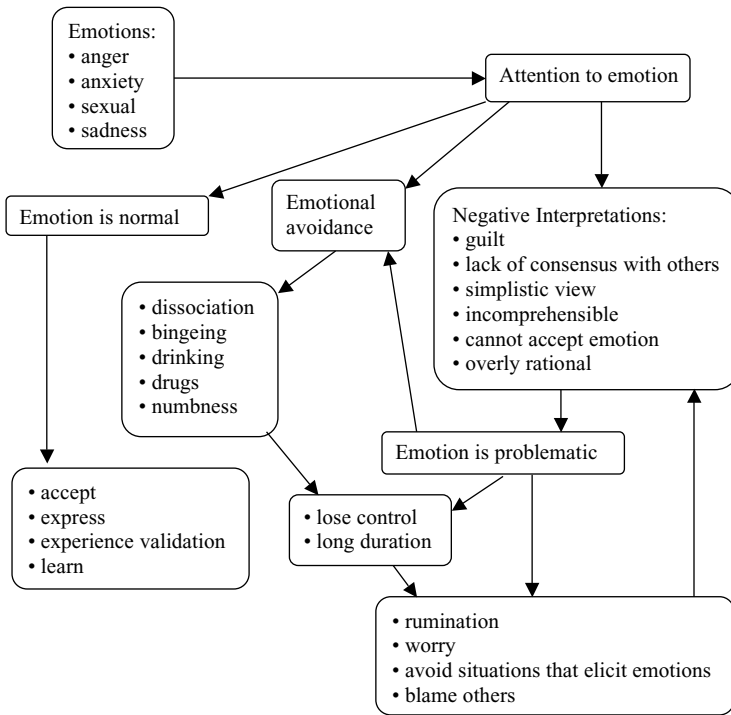 Emotions:
• anger
• anxiety
• sexual
• sadness
Attention to emotion
Emotion is normal
Emotional
avoidance
Negative Interpretations:
• guilt
• lack of consensus with others
• simplistic view
• incomprehensible
• cannot accept emotion
• overly rational
• dissociation
• bingeing
• drinking
• drugs
• numbness
Emotion is problematic
• accept
• express
• experience validation
• learn
• lose control
• long duration
• rumination
• worry
• avoid situations that elicit emotions
• blame others